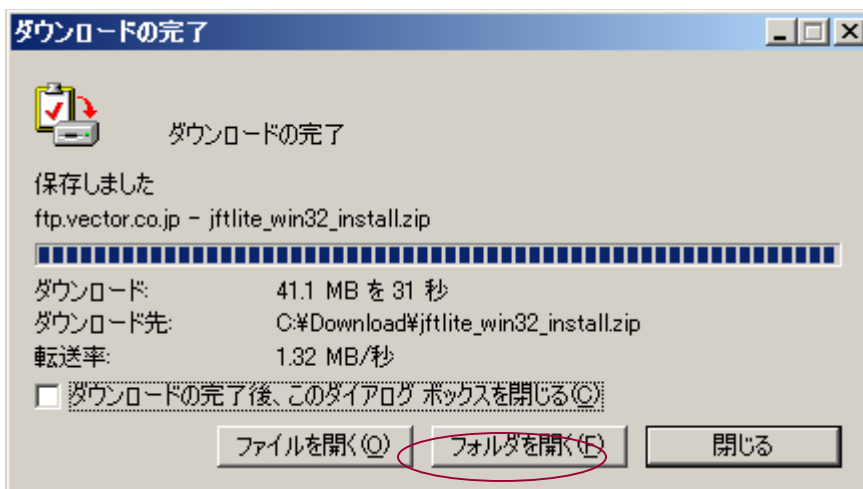 ダウンロードの完了
ダウンロードの完了
保存しました
ftp.vector.co.jp - jftlite_win32_install.zip
ダウンロード: 41.1 MB を 31 秒
ダウンロード先: C:¥Download¥jftlite_win32_install.zip
転送率: 1.32 MB/秒
ダウンロードの完了後、このダイアログ ボックスを閉じる(C)
ファイルを開く(O) フォルダを開く(F) 閉じる